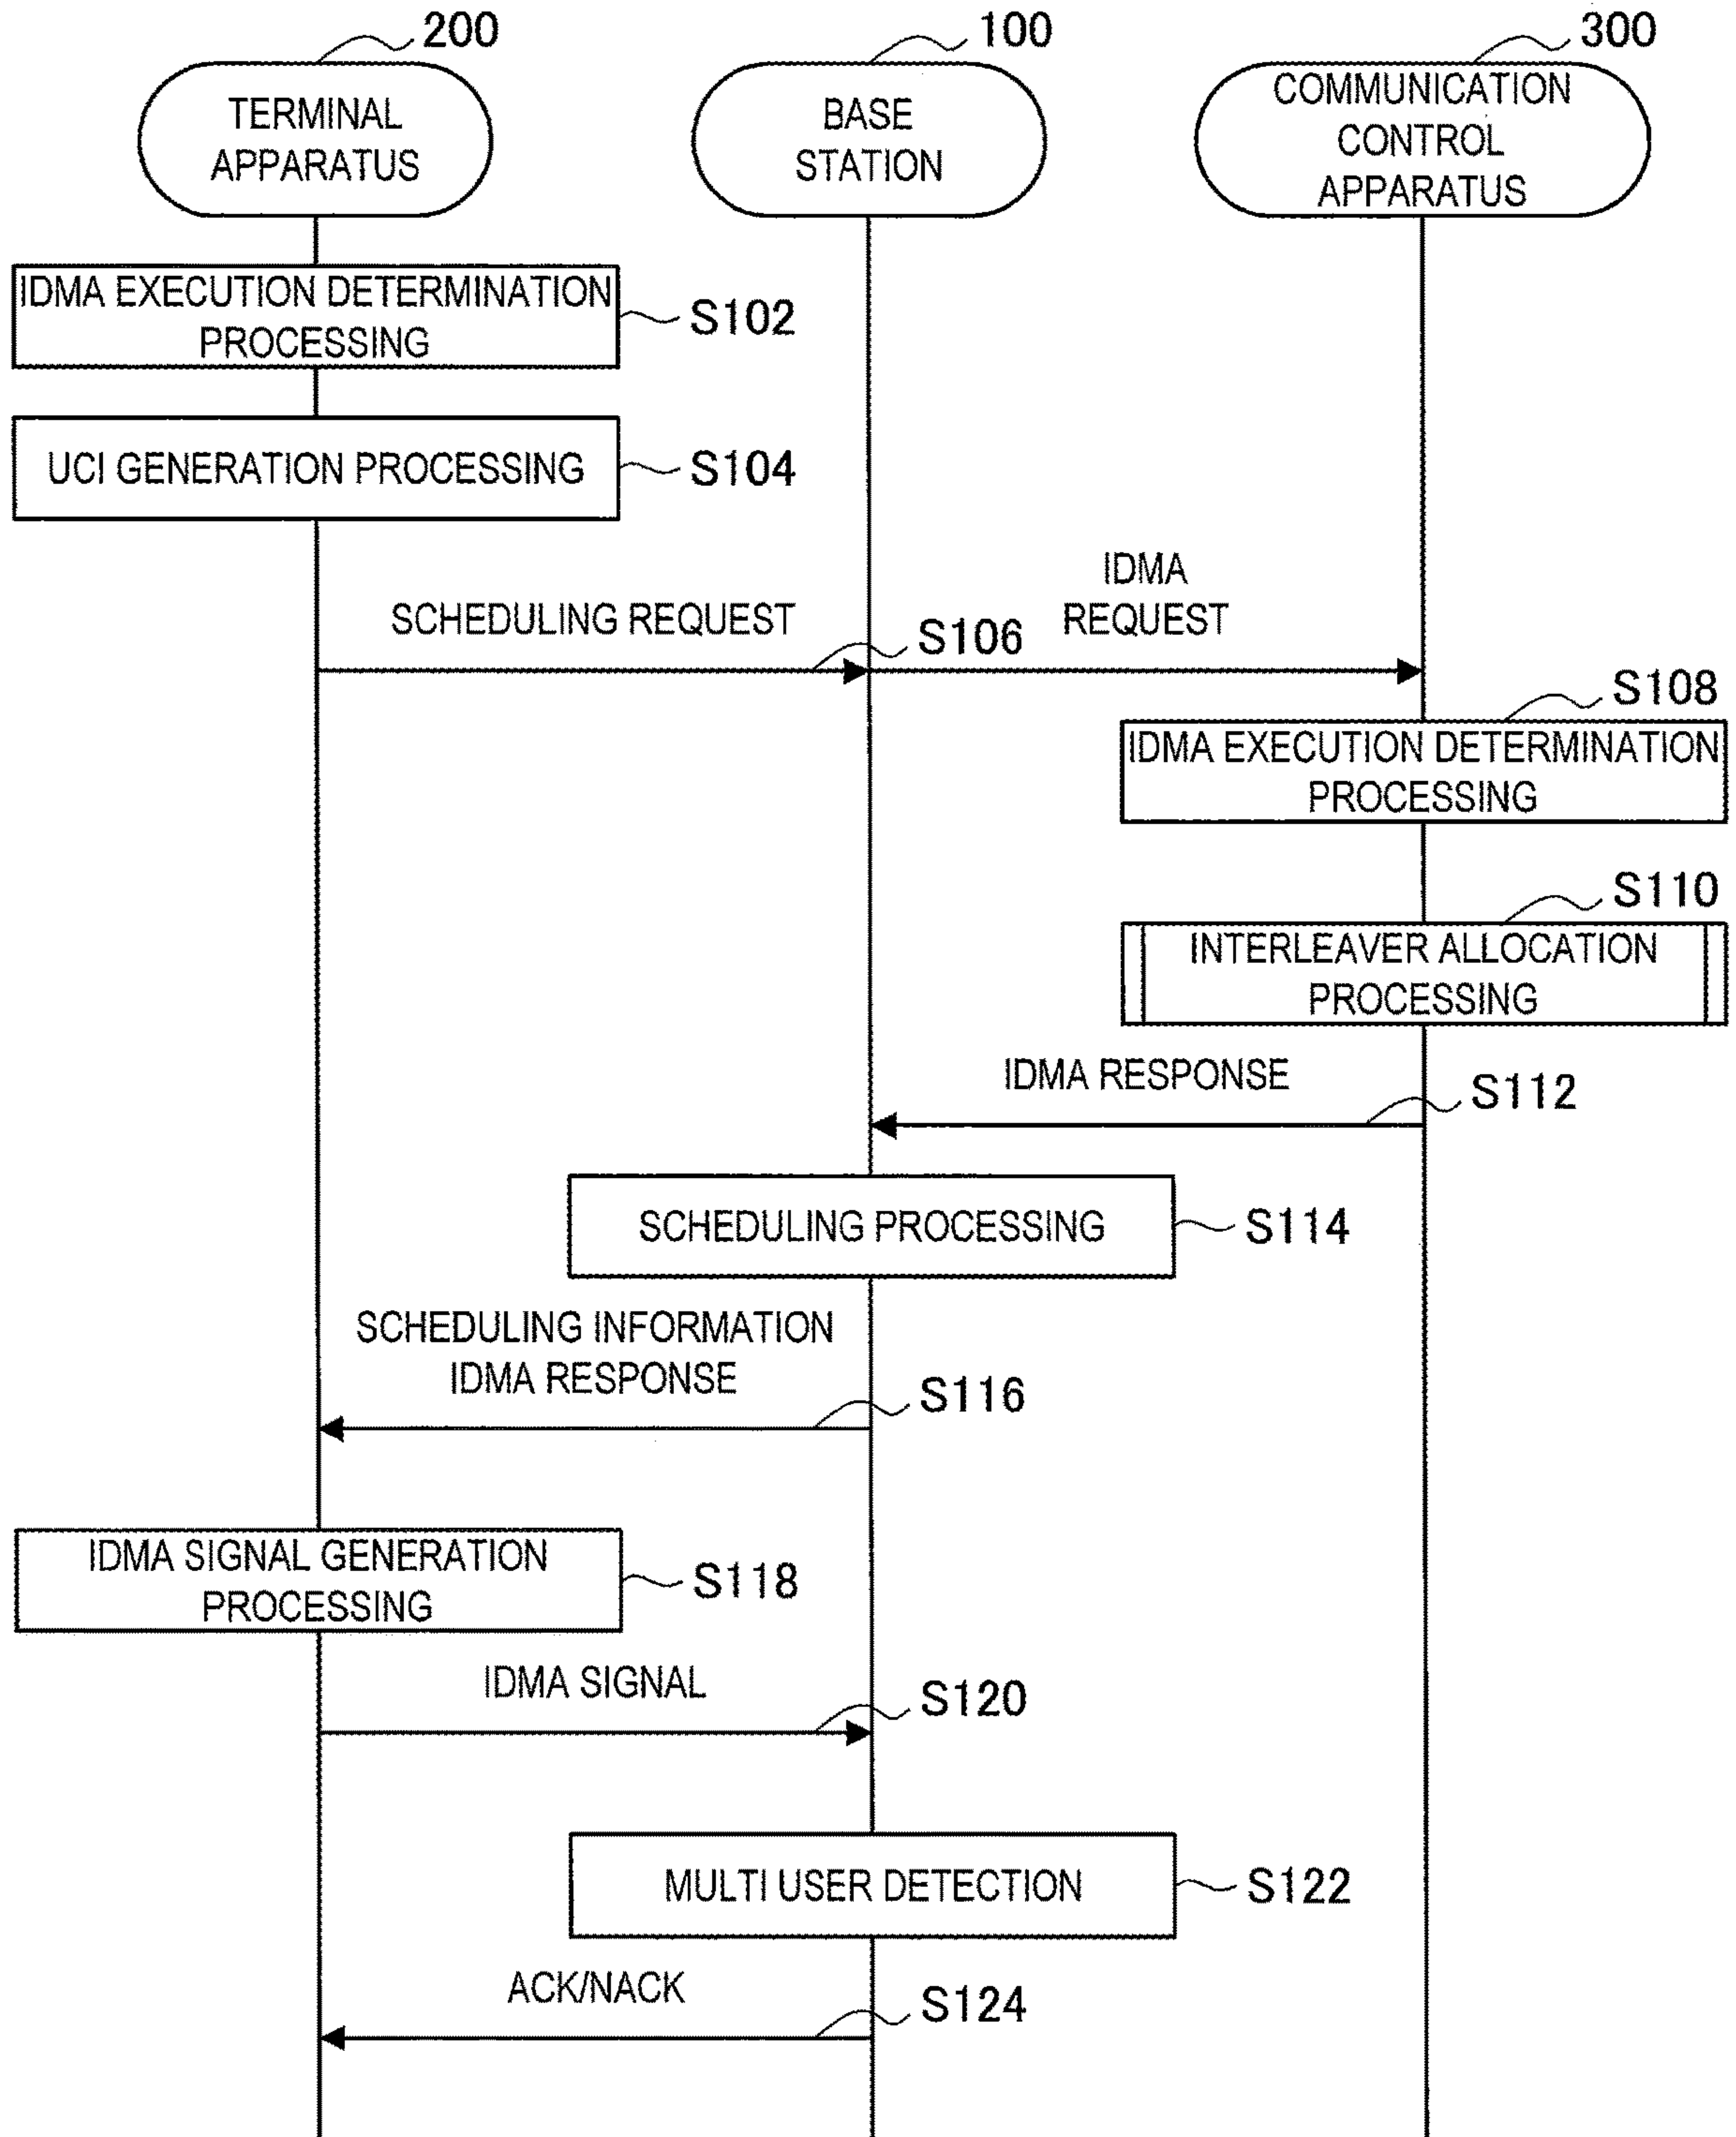 200
100
300
TERMINAL
APPARATUS
BASE
STATION
COMMUNICATION
CONTROL
APPARATUS
IDMA EXECUTION DETERMINATION
PROCESSING
S102
UCI GENERATION PROCESSING
S104
SCHEDULING REQUEST
S106
IDMA
REQUEST
S108
IDMA EXECUTION DETERMINATION
PROCESSING
S110
INTERLEAVER ALLOCATION
PROCESSING
IDMA RESPONSE
S112
SCHEDULING PROCESSING
S114
SCHEDULING INFORMATION
IDMA RESPONSE
S116
IDMA SIGNAL GENERATION
PROCESSING
S118
IDMA SIGNAL
S120
MULTI USER DETECTION
S122
ACK/NACK
S124